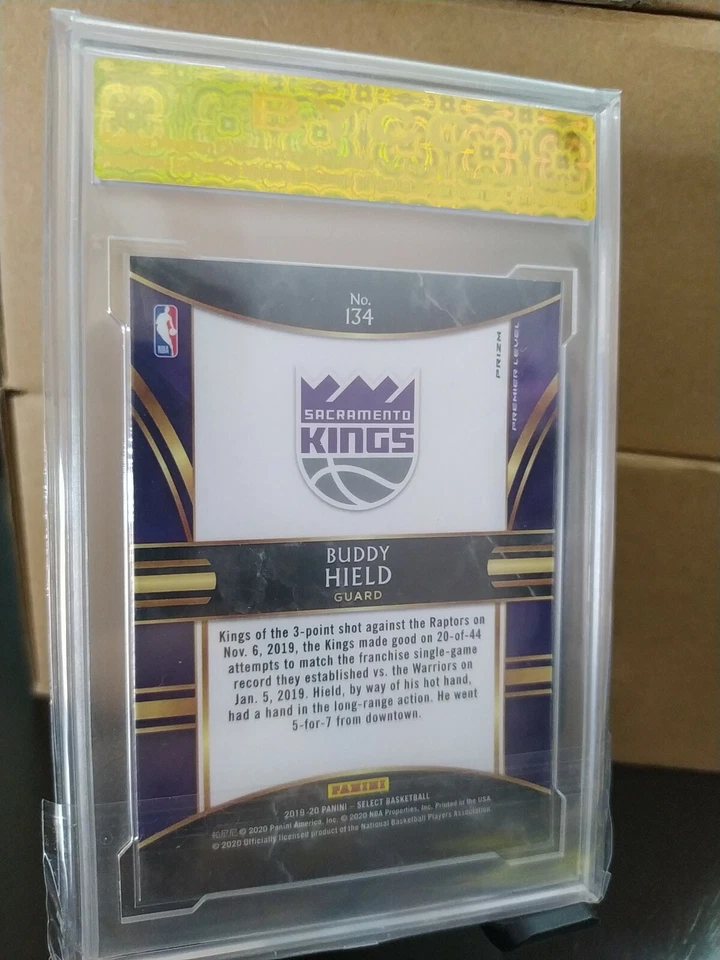 No.
134
NBA
PRIZM
PREMIER LEVEL
SACRAMENTO
KINGS
BUDDY
HIELD
GUARD
Kings of the 3-point shot against the Raptors on
Nov. 6, 2019, the Kings made good on 20-of-44
attempts to match the franchise single-game
record they established vs. the Warriors on
Jan. 5, 2019. Hield, by way of his hot hand,
had a hand in the long-range action. He went
5-for-7 from downtown.
PANINI
2019-20 PANINI – SELECT BASKETBALL
帕尼尼 © 2020 Panini America, Inc. © 2020 NBA Properties, Inc. Printed in the USA
© 2020 Officially licensed product of the National Basketball Players Association.